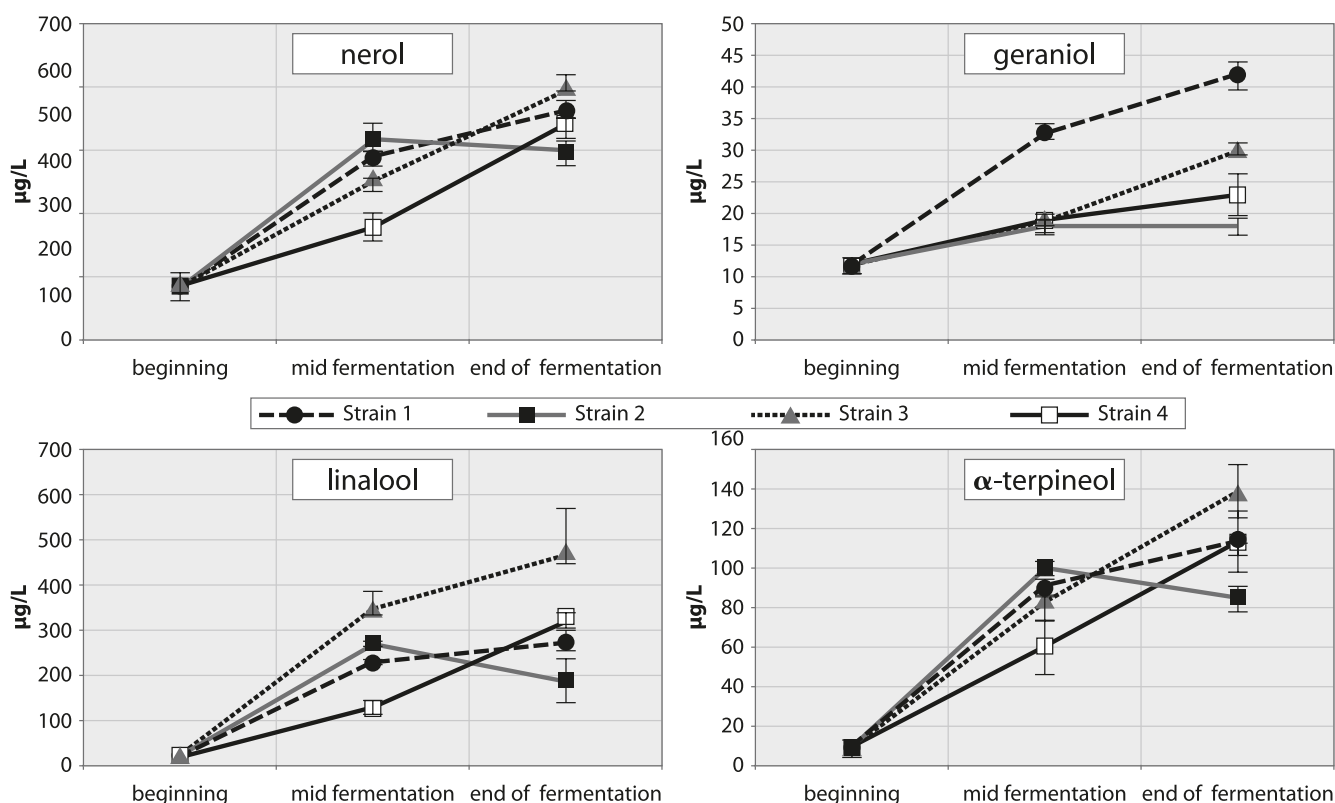 nerol
µg/L
700
600
500
400
300
200
100
0
beginning mid fermentation end of fermentation
geraniol
µg/L
50
45
40
35
30
25
20
15
10
5
0
beginning mid fermentation end of fermentation
Strain 1 Strain 2 Strain 3 Strain 4
linalool
µg/L
700
600
500
400
300
200
100
0
beginning mid fermentation end of fermentation
α-terpineol
µg/L
160
140
120
100
80
60
40
20
0
beginning mid fermentation end of fermentation